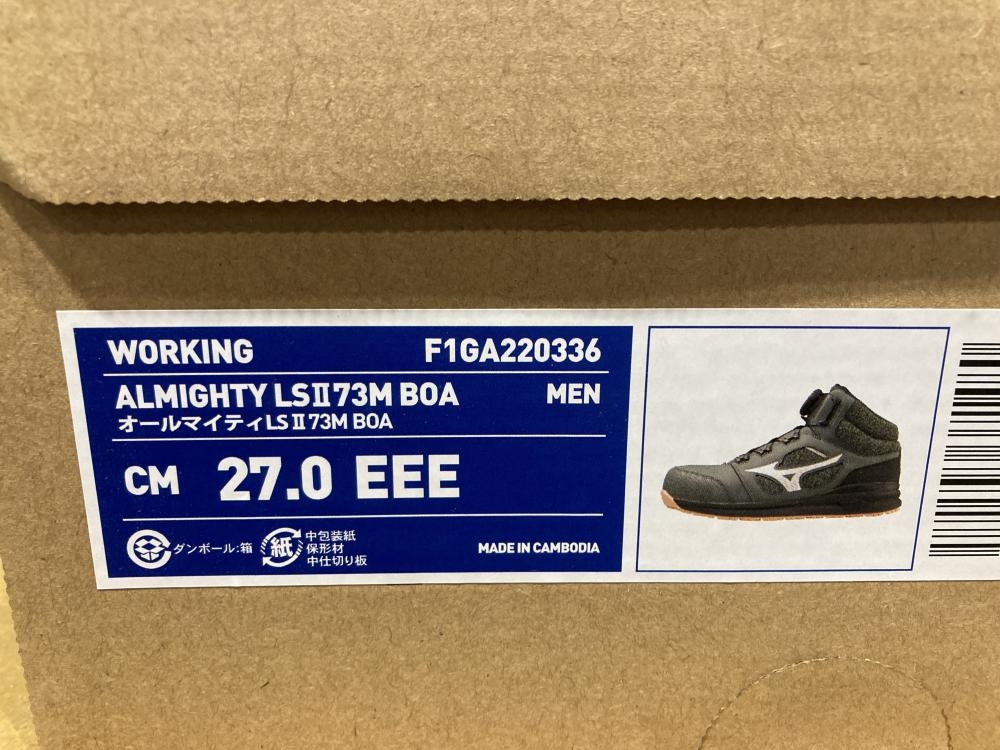 WORKING F1GA220336
ALMIGHTY LSⅡ73M BOA MEN
オールマイティLSⅡ73M BOA
CM 27.0 EEE
ダンボール:箱
紙
中包装紙
保形材
中仕切り板
MADE IN CAMBODIA